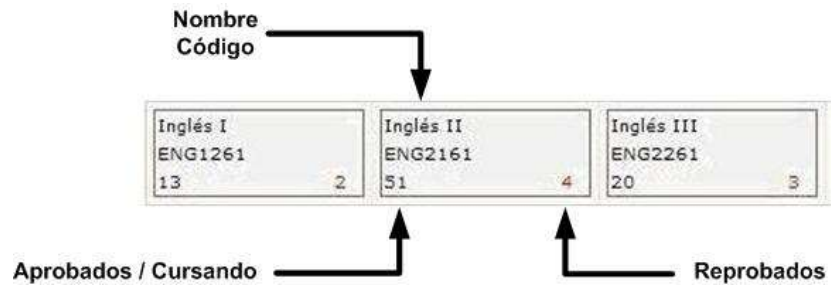 Nombre
Código
Inglés I
ENG1261
13 2
Inglés II
ENG2161
51 4
Inglés III
ENG2261
20 3
Aprobados / Cursando
Reprobados